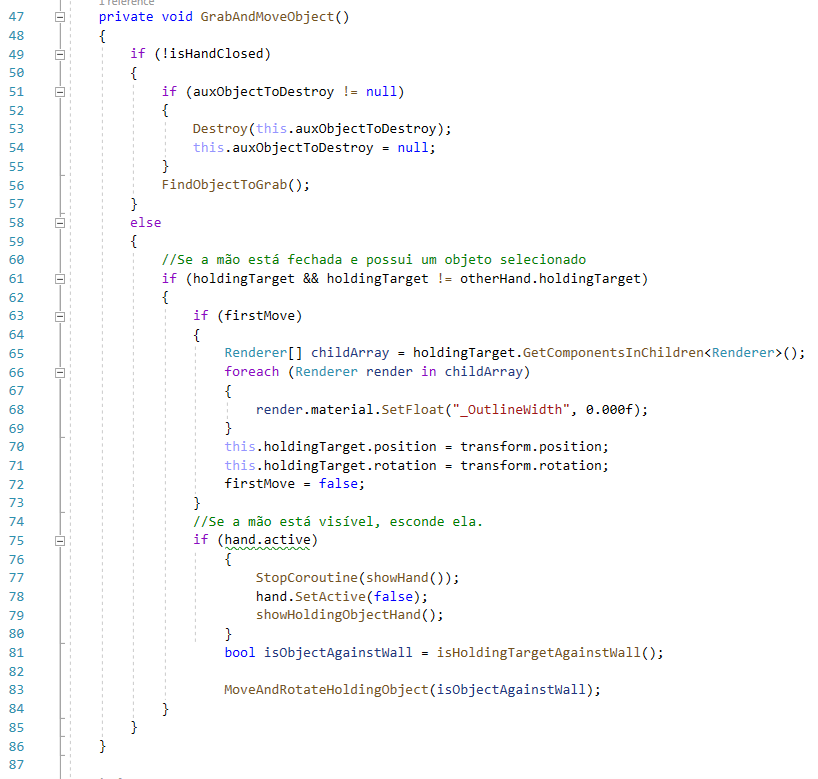 1 reference
47 private void GrabAndMoveObject()
48 {
49 if (!isHandClosed)
50 {
51 if (auxObjectToDestroy != null)
52 {
53 Destroy(this.auxObjectToDestroy);
54 this.auxObjectToDestroy = null;
55 }
56 FindObjectToGrab();
57 }
58 else
59 {
60 //Se a mão está fechada e possui um objeto selecionado
61 if (holdingTarget && holdingTarget != otherHand.holdingTarget)
62 {
63 if (firstMove)
64 {
65 Renderer[] childArray = holdingTarget.GetComponentsInChildren<Renderer>();
66 foreach (Renderer render in childArray)
67 {
68 render.material.SetFloat("_OutlineWidth", 0.000f);
69 }
70 this.holdingTarget.position = transform.position;
71 this.holdingTarget.rotation = transform.rotation;
72 firstMove = false;
73 }
74 //Se a mão está visível, esconde ela.
75 if (hand.active)
76 {
77 StopCoroutine(showHand());
78 hand.SetActive(false);
79 showHoldingObjectHand();
80 }
81 bool isObjectAgainstWall = isHoldingTargetAgainstWall();
82
83 MoveAndRotateHoldingObject(isObjectAgainstWall);
84 }
85 }
86 }
87